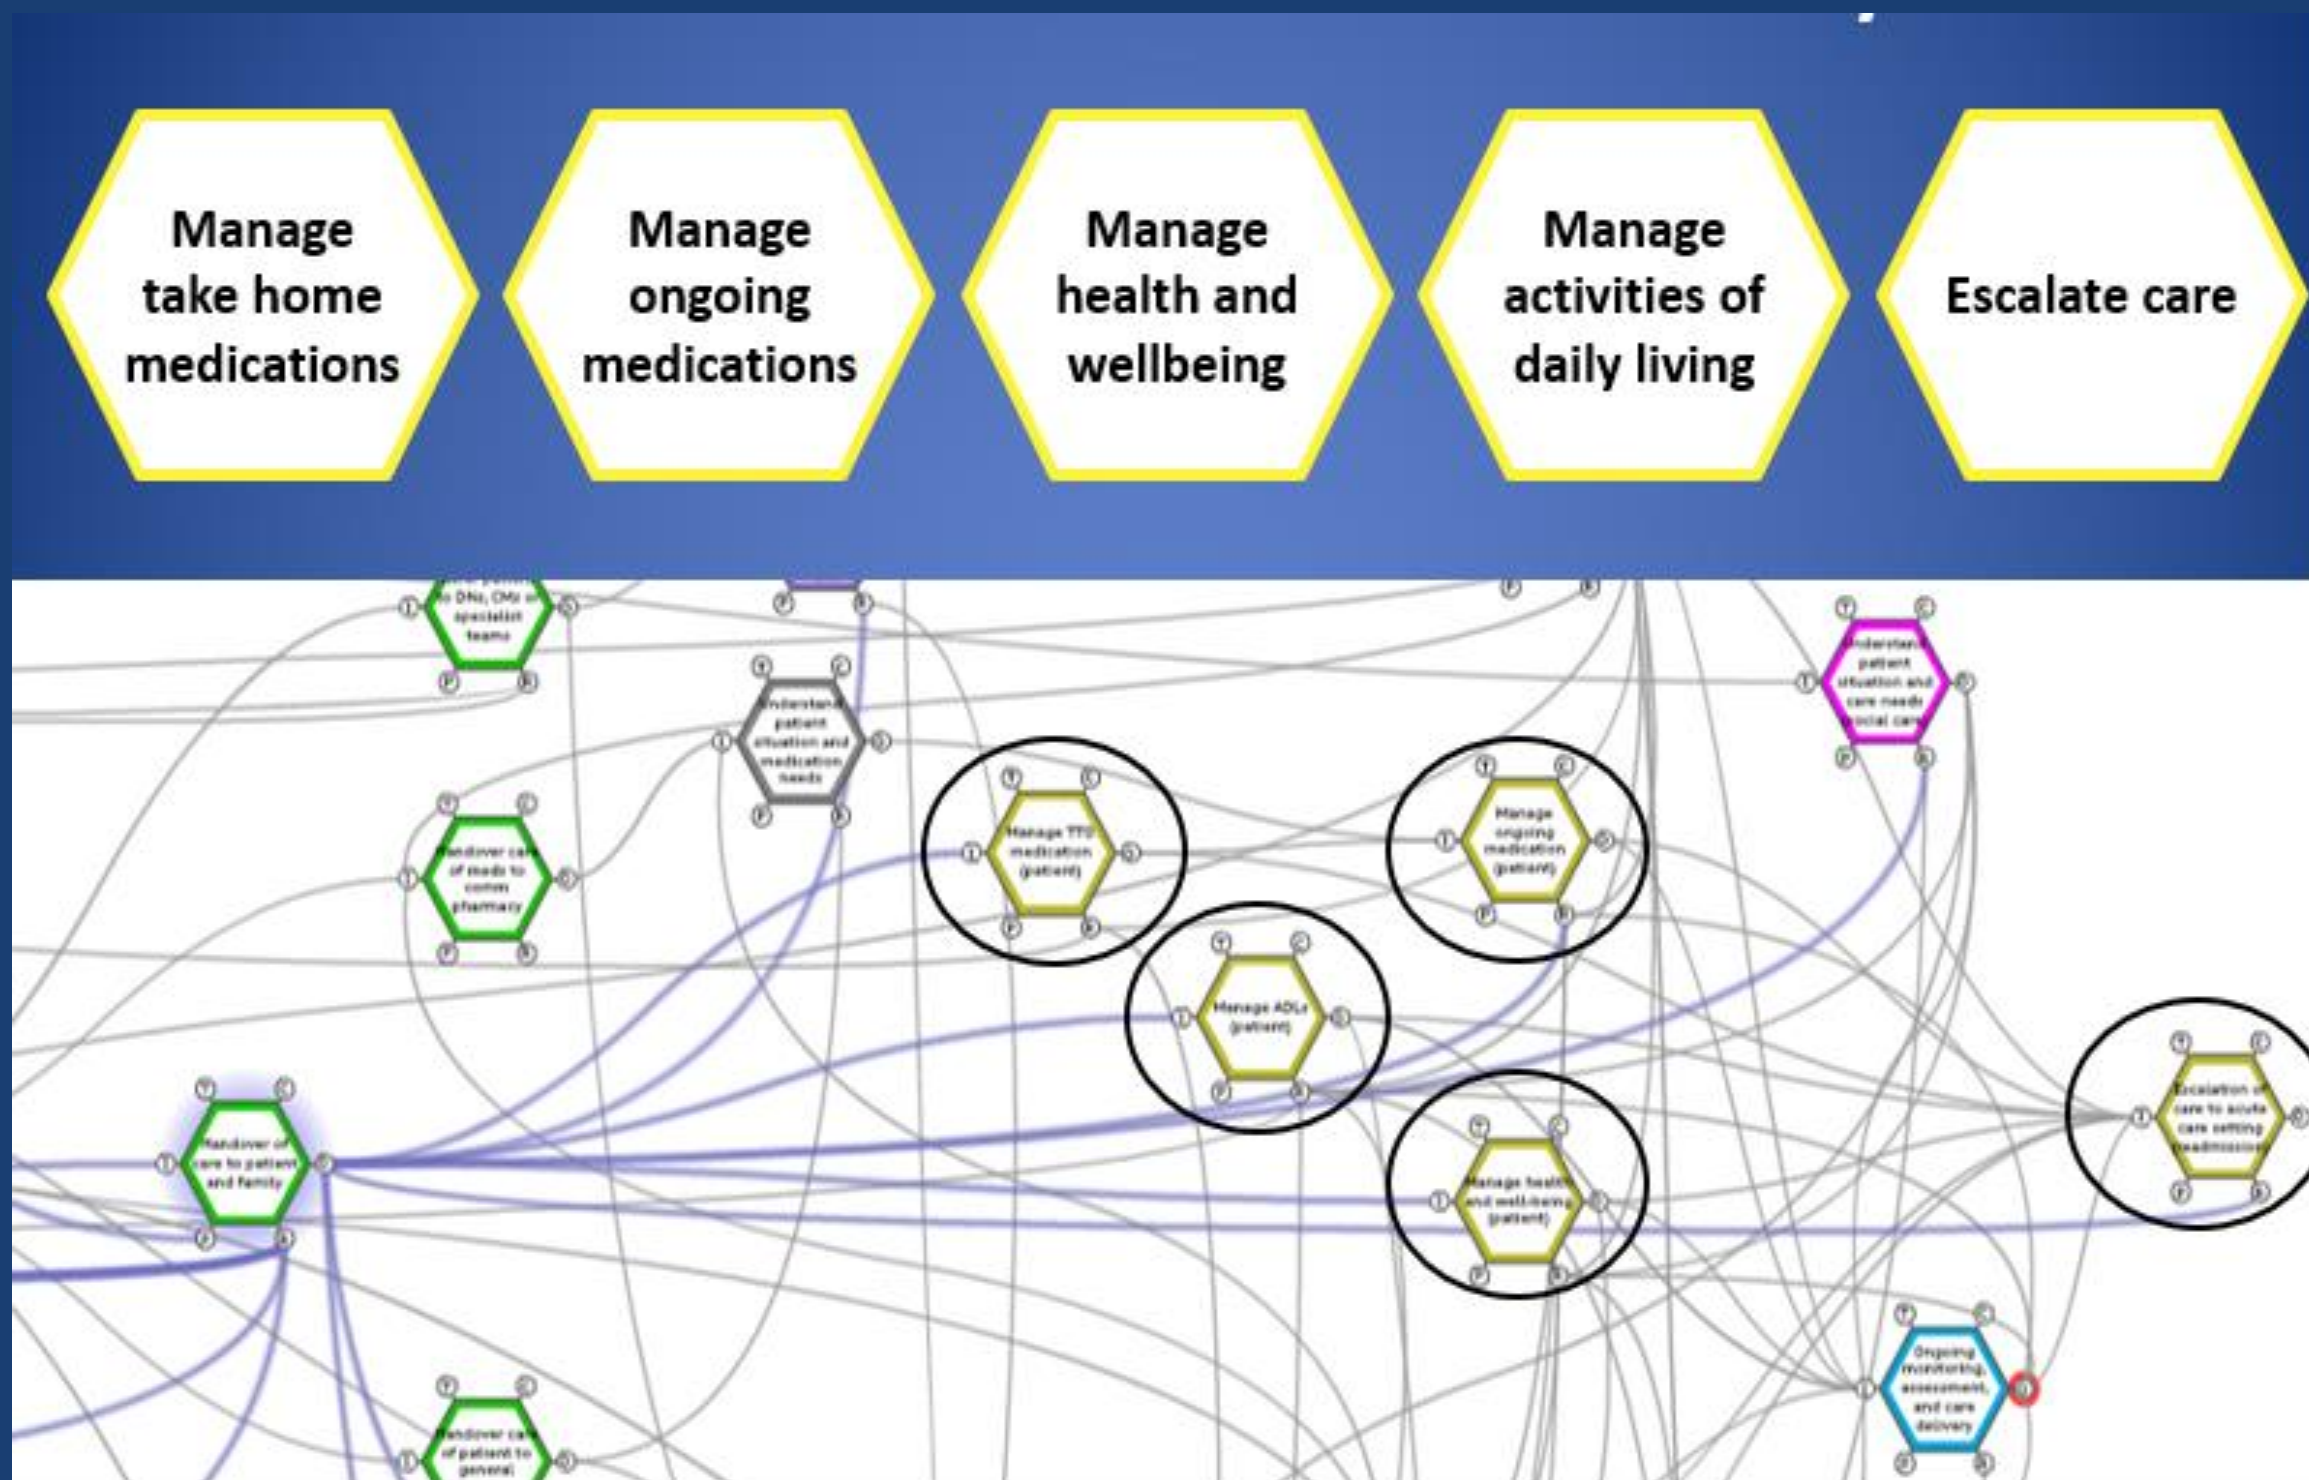 Manage
take home
medications
Manage
ongoing
medications
Manage
health and
wellbeing
Manage
activities of
daily living
Escalate care
to DNs, CMs or
specialist
teams
I
O
P
R
P
R
P
R
T
C
Understand
patient
situation and
medication
needs
I
O
P
R
T
C
Understand
patient
situation and
care needs
(social care)
I
O
P
R
T
C
Manage TTO
medication
(patient)
I
O
P
R
T
C
Manage
ongoing
medication
(patient)
I
O
P
R
T
C
Handover care
of meds to
comm
pharmacy
I
O
P
R
T
C
Manage ADLs
(patient)
I
O
P
R
T
C
Escalation of
care to acute
care setting
(readmission)
I
O
P
R
T
C
Handover of
care to patient
and family
I
O
P
R
T
C
Manage health
and well-being
(patient)
I
O
P
R
T
C
Ongoing
monitoring,
assessment,
and care
delivery
I
O
P
R
T
C
Handover care
of patient to
general
I
O